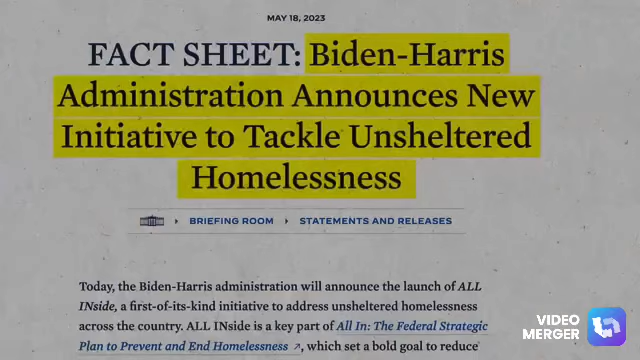 MAY 18, 2023
FACT SHEET: Biden-Harris
Administration Announces New
Initiative to Tackle Unsheltered
Homelessness
BRIEFING ROOM
STATEMENTS AND RELEASES
Today, the Biden-Harris administration will announce the launch of ALL
INside, a first-of-its-kind initiative to address unsheltered homelessness
across the country. ALL INside is a key part of All In: The Federal Strategic
Plan to Prevent and End Homelessness ↗, which set a bold goal to reduce
VIDEO
MERGER